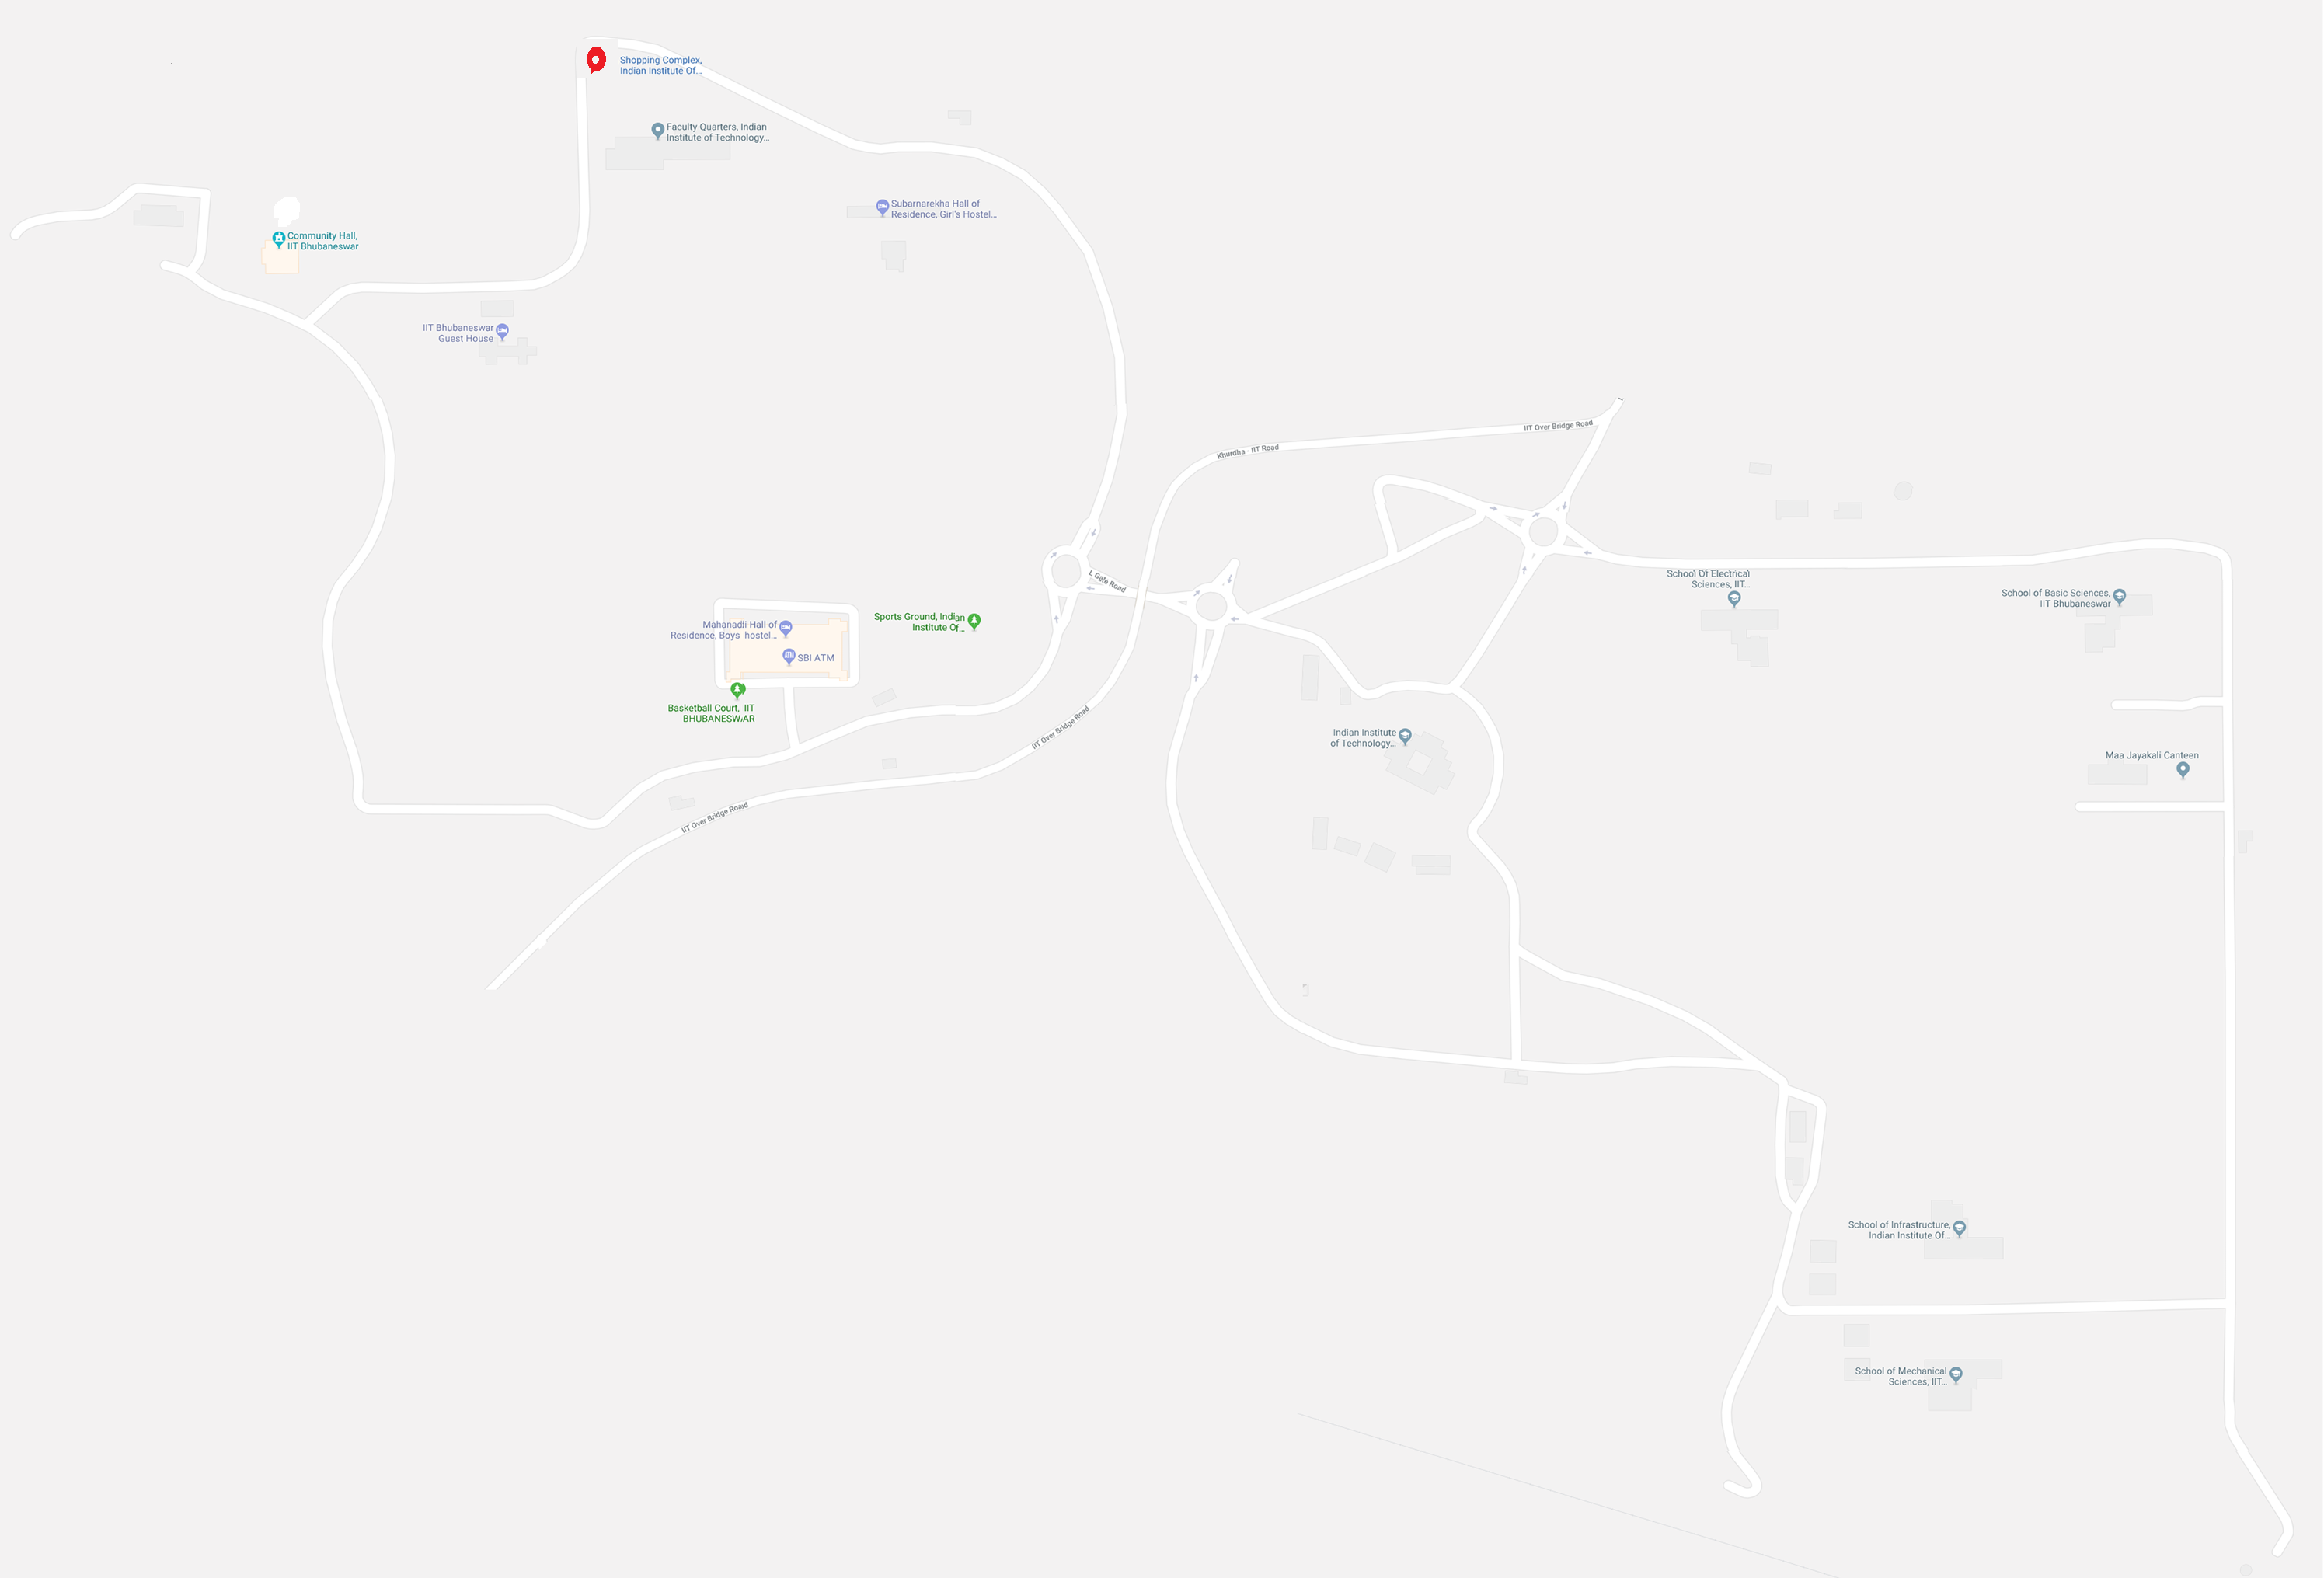 Shopping Complex,
Indian Institute Of...
Faculty Quarters, Indian
Institute of Technology...
Subarnarekha Hall of
Residence, Girl's Hostel...
Community Hall,
IIT Bhubaneswar
IIT Bhubaneswar
Guest House
IIT Over Bridge Road
Khurdha - IIT Road
L Gate Road
School Of Electrical
Sciences, IIT...
School of Basic Sciences,
IIT Bhubaneswar
Sports Ground, Indian
Institute Of...
Mahanadi Hall of
Residence, Boys hostel...
ATM
SBI ATM
Basketball Court, IIT
BHUBANESWAR
IIT Over Bridge Road
Indian Institute
of Technology...
Maa Jayakali Canteen
IIT Over Bridge Road
School of Infrastructure,
Indian Institute Of...
School of Mechanical
Sciences, IIT...